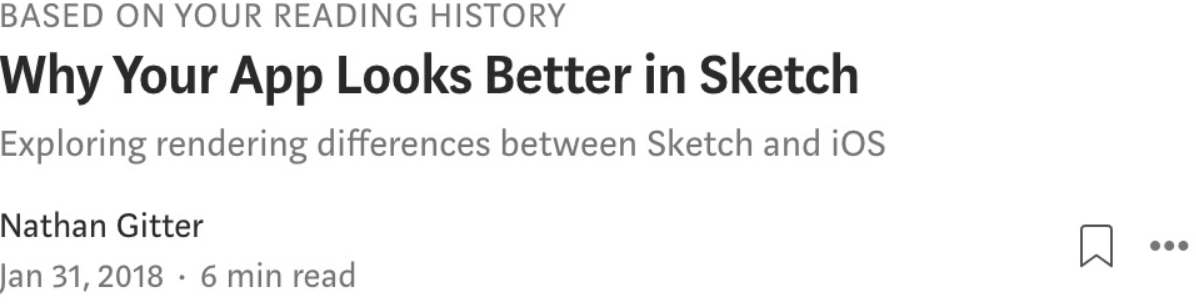 BASED ON YOUR READING HISTORY
Why Your App Looks Better in Sketch
Exploring rendering differences between Sketch and iOS
Nathan Gitter
Jan 31, 2018 · 6 min read